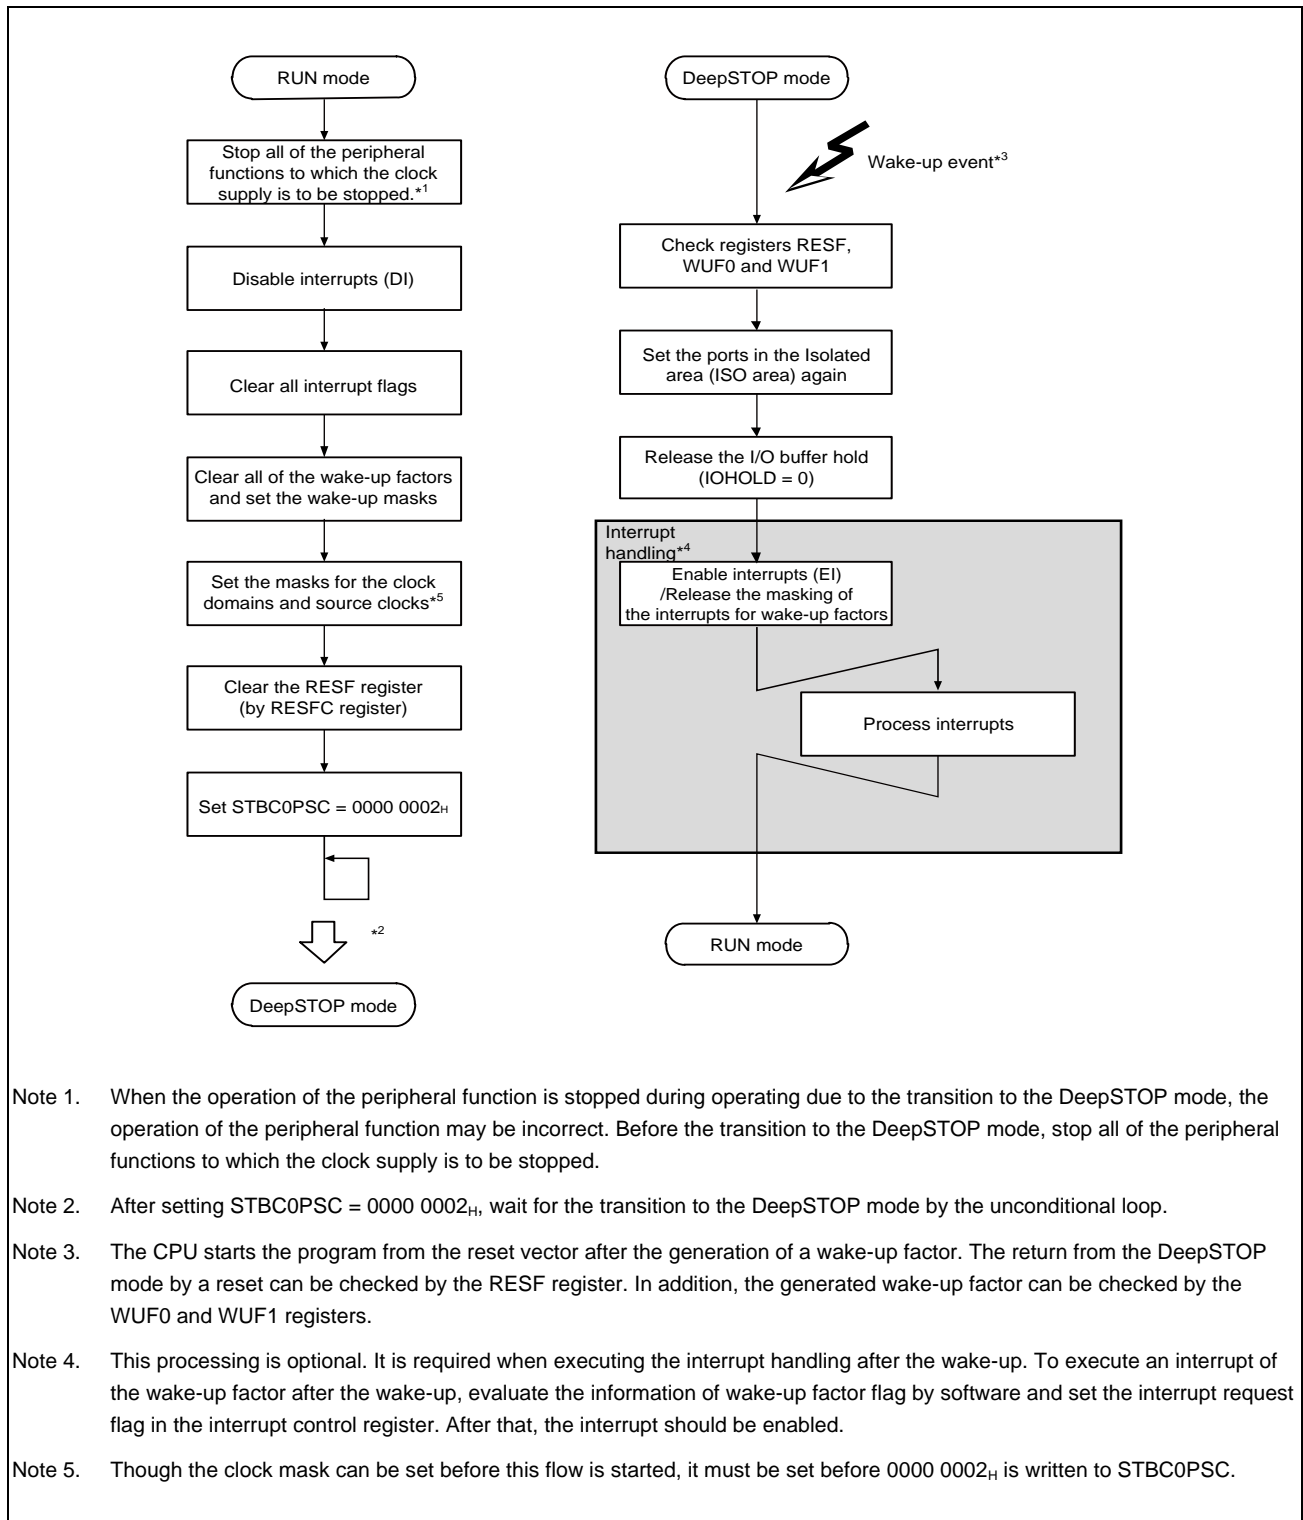 RUN mode
Stop all of the peripheral
functions to which the clock
supply is to be stopped.*1
Disable interrupts (DI)
Clear all interrupt flags
Clear all of the wake-up factors
and set the wake-up masks
Set the masks for the clock
domains and source clocks*5
Clear the RESF register
(by RESFC register)
Set STBC0PSC = 0000 0002H
*2
DeepSTOP mode
DeepSTOP mode
Wake-up event*3
Check registers RESF,
WUF0 and WUF1
Set the ports in the Isolated
area (ISO area) again
Release the I/O buffer hold
(IOHOLD = 0)
Interrupt
handling*4
Enable interrupts (EI)
/Release the masking of
the interrupts for wake-up factors
Process interrupts
RUN mode
Note 1. When the operation of the peripheral function is stopped during operating due to the transition to the DeepSTOP mode, the
operation of the peripheral function may be incorrect. Before the transition to the DeepSTOP mode, stop all of the peripheral
functions to which the clock supply is to be stopped.
Note 2. After setting STBC0PSC = 0000 0002H, wait for the transition to the DeepSTOP mode by the unconditional loop.
Note 3. The CPU starts the program from the reset vector after the generation of a wake-up factor. The return from the DeepSTOP
mode by a reset can be checked by the RESF register. In addition, the generated wake-up factor can be checked by the
WUF0 and WUF1 registers.
Note 4. This processing is optional. It is required when executing the interrupt handling after the wake-up. To execute an interrupt of
the wake-up factor after the wake-up, evaluate the information of wake-up factor flag by software and set the interrupt request
flag in the interrupt control register. After that, the interrupt should be enabled.
Note 5. Though the clock mask can be set before this flow is started, it must be set before 0000 0002H is written to STBC0PSC.